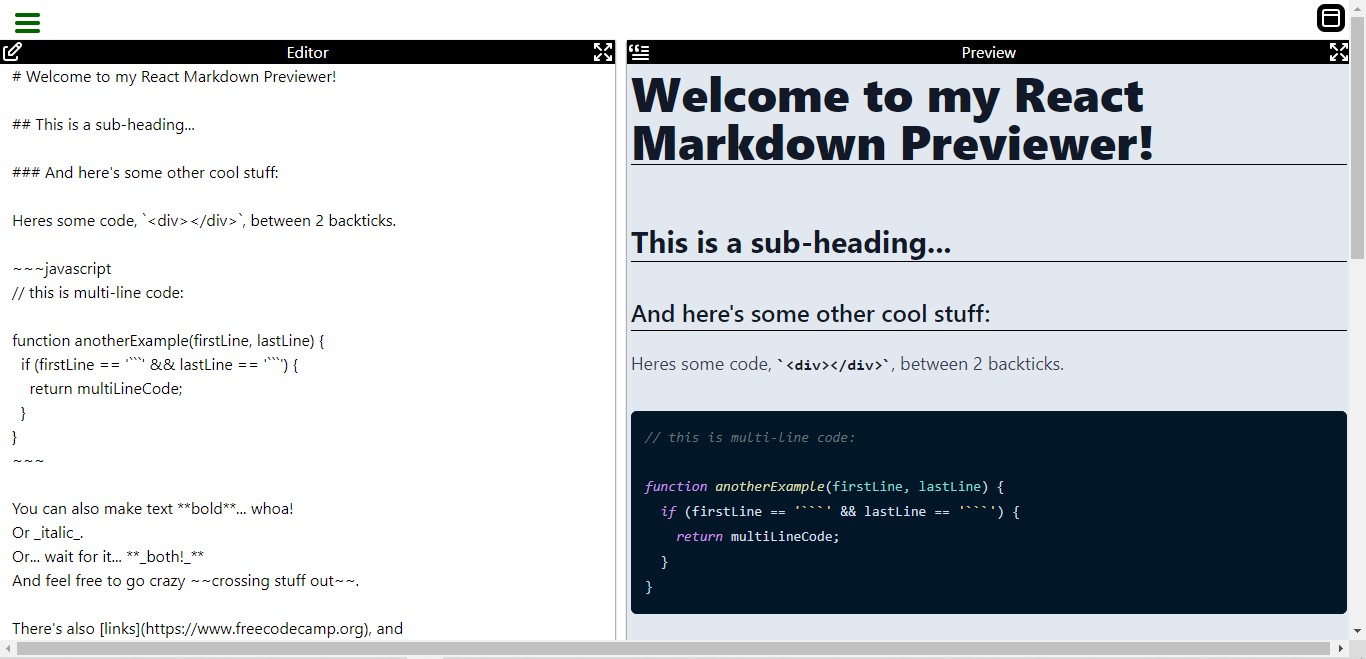 Editor
# Welcome to my React Markdown Previewer!
## This is a sub-heading...
### And here's some other cool stuff:
Heres some code, `<div></div>`, between 2 backticks.
~~~javascript
// this is multi-line code:
function anotherExample(firstLine, lastLine) {
  if (firstLine == '```' && lastLine == '```') {
    return multiLineCode;
  }
}
~~~
You can also make text **bold**... whoa!
Or _italic_.
Or... wait for it... **_both!_**
And feel free to go crazy ~~crossing stuff out~~.
There's also [links](https://www.freecodecamp.org), and
Preview
Welcome to my React
Markdown Previewer!
This is a sub-heading...
And here's some other cool stuff:
Heres some code, `<div></div>`, between 2 backticks.
// this is multi-line code:
function anotherExample(firstLine, lastLine) {
  if (firstLine == '```' && lastLine == '```') {
    return multiLineCode;
  }
}